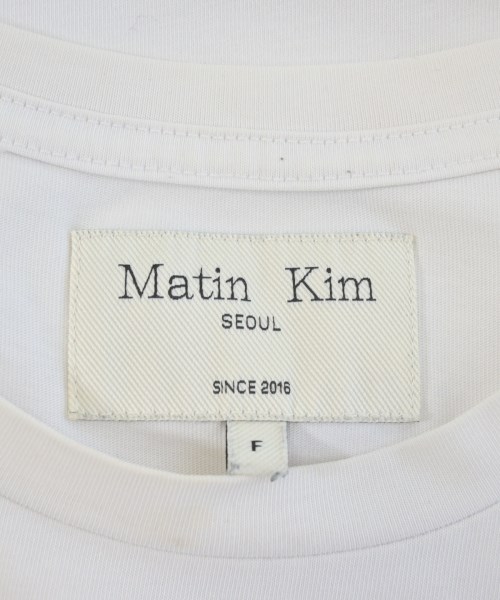 Matin Kim
SEOUL
SINCE 2016
F